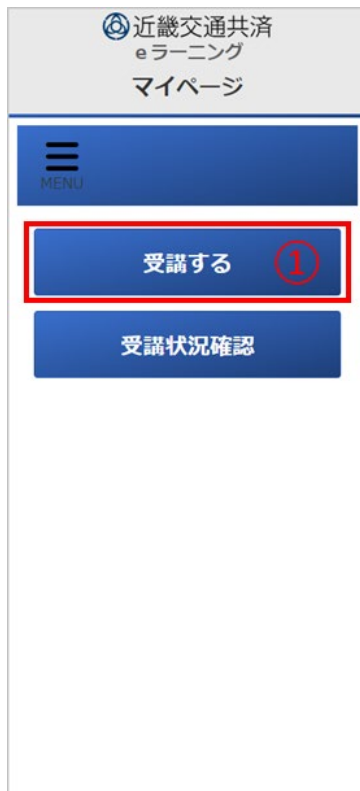 近畿交通共済
eラーニング
マイページ
MENU
受講する ①
受講状況確認